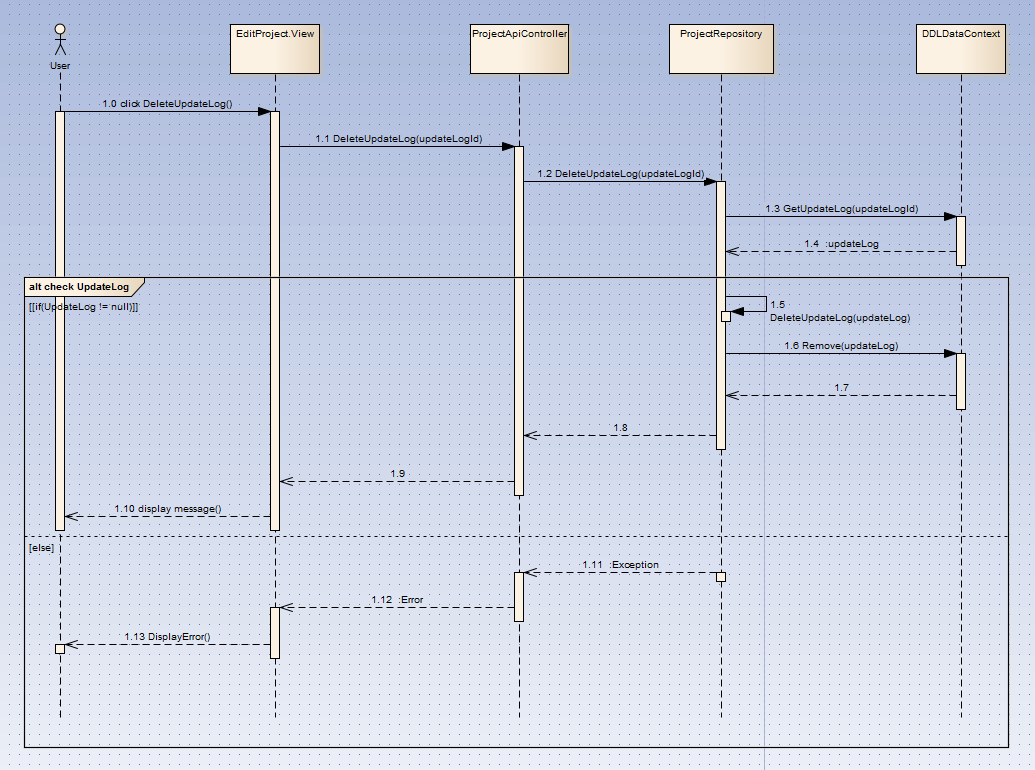 User
EditProject.View
ProjectApiController
ProjectRepository
DDLDataContext
1.0 click DeleteUpdateLog()
1.1 DeleteUpdateLog(updateLogId)
1.2 DeleteUpdateLog(updateLogId)
1.3 GetUpdateLog(updateLogId)
1.4 :updateLog
alt check UpdateLog
[[if(UpdateLog != null)]]
1.5
DeleteUpdateLog(updateLog)
1.6 Remove(updateLog)
1.7
1.8
1.9
1.10 display message()
[else]
1.11 :Exception
1.12 :Error
1.13 DisplayError()